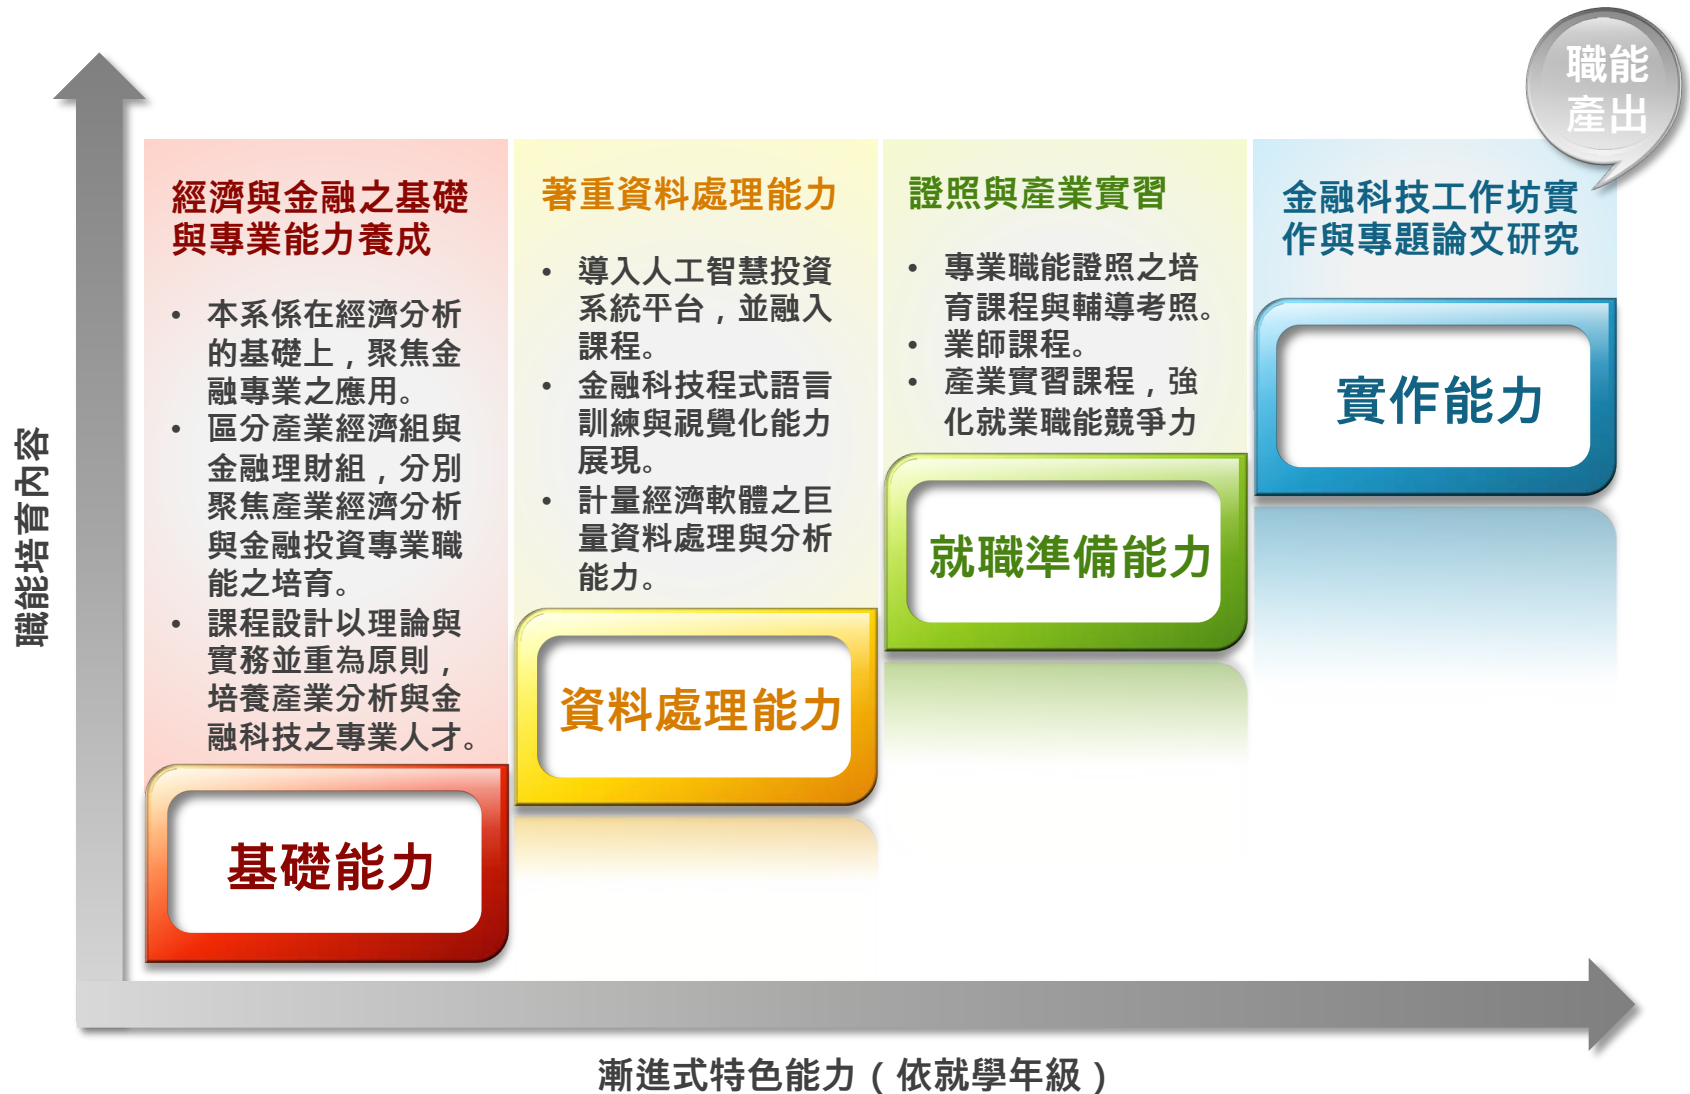 職能
產出
經濟與金融之基礎
與專業能力養成
• 本系係在經濟分析
的基礎上，聚焦金
融專業之應用。
• 區分產業經濟組與
金融理財組，分別
聚焦產業經濟分析
與金融投資專業職
能之培育。
• 課程設計以理論與
實務並重為原則，
培養產業分析與金
融科技之專業人才。
基礎能力
著重資料處理能力
• 導入人工智慧投資
系統平台，並融入
課程。
• 金融科技程式語言
訓練與視覺化能力
展現。
• 計量經濟軟體之巨
量資料處理與分析
能力。
資料處理能力
證照與產業實習
• 專業職能證照之培
育課程與輔導考照。
• 業師課程。
• 產業實習課程，強
化就業職能競爭力
就職準備能力
金融科技工作坊實
作與專題論文研究
實作能力
職能培育內容
漸進式特色能力（依就學年級）